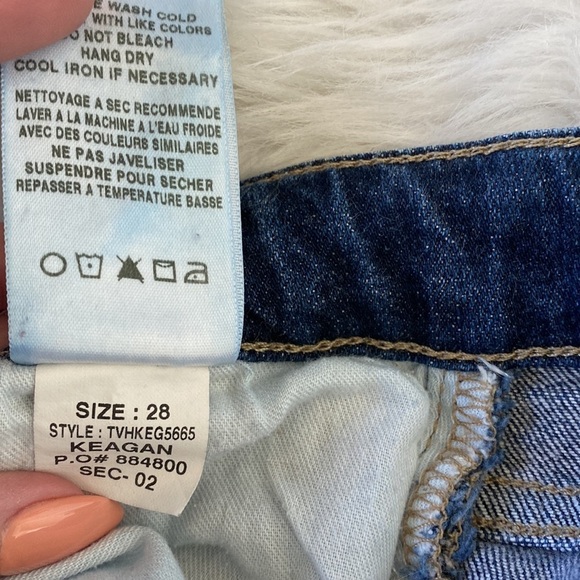 WASH COLD
WITH LIKE COLORS
NOT BLEACH
HANG DRY
COOL IRON IF NECESSARY
NETTOYAGE A SEC RECOMMENDE
LAVER A LA MACHINE A L'EAU FROIDE
AVEC DES COULEURS SIMILAIRES
NE PAS JAVELISER
SUSPENDRE POUR SECHER
REPASSER A TEMPERATURE BASSE
SIZE : 28
STYLE : TVHKEG5665
KEAGAN
P.O# 884800
SEC- 02